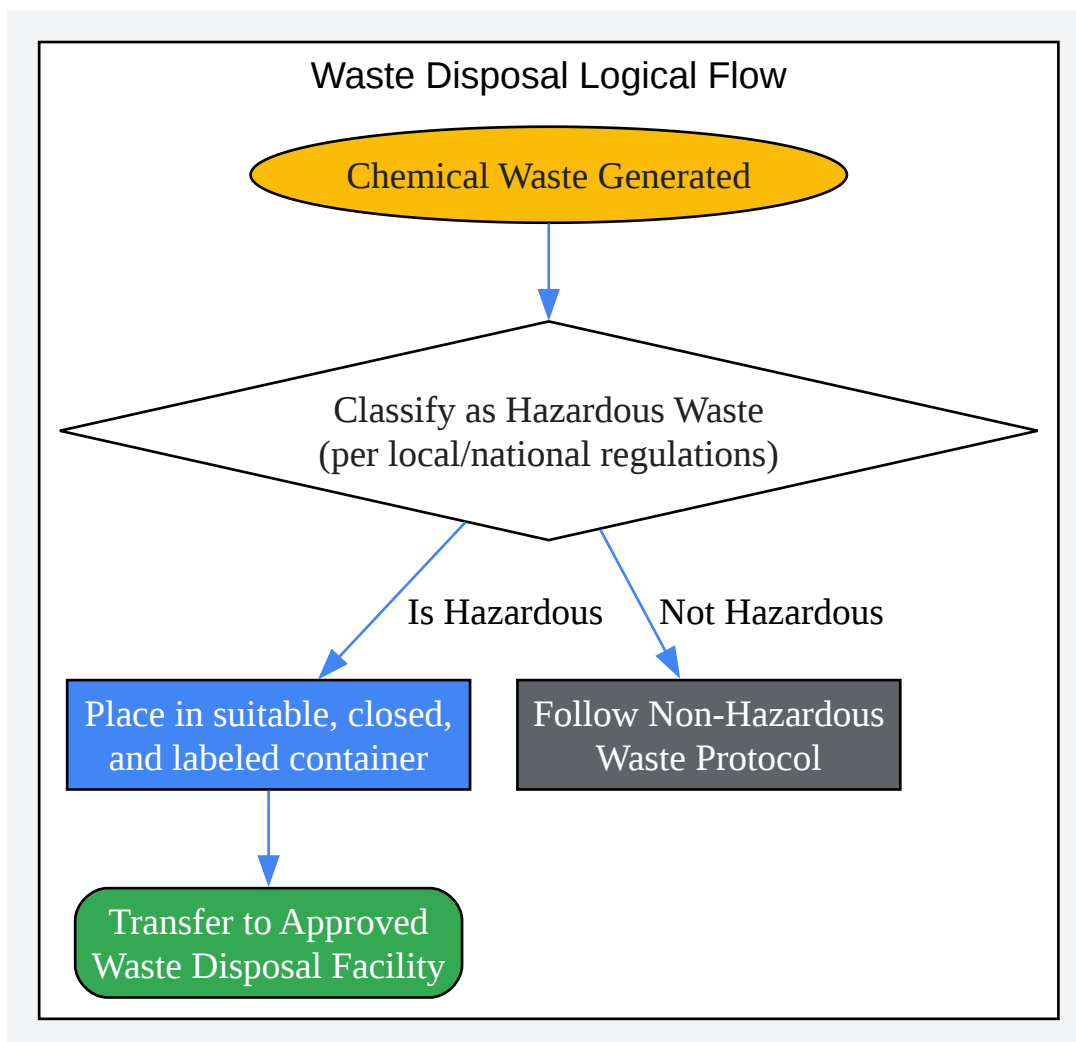 Waste Disposal Logical Flow
Chemical Waste Generated
Classify as Hazardous Waste
(per local/national regulations)
Is Hazardous
Not Hazardous
Place in suitable, closed,
and labeled container
Follow Non-Hazardous
Waste Protocol
Transfer to Approved
Waste Disposal Facility